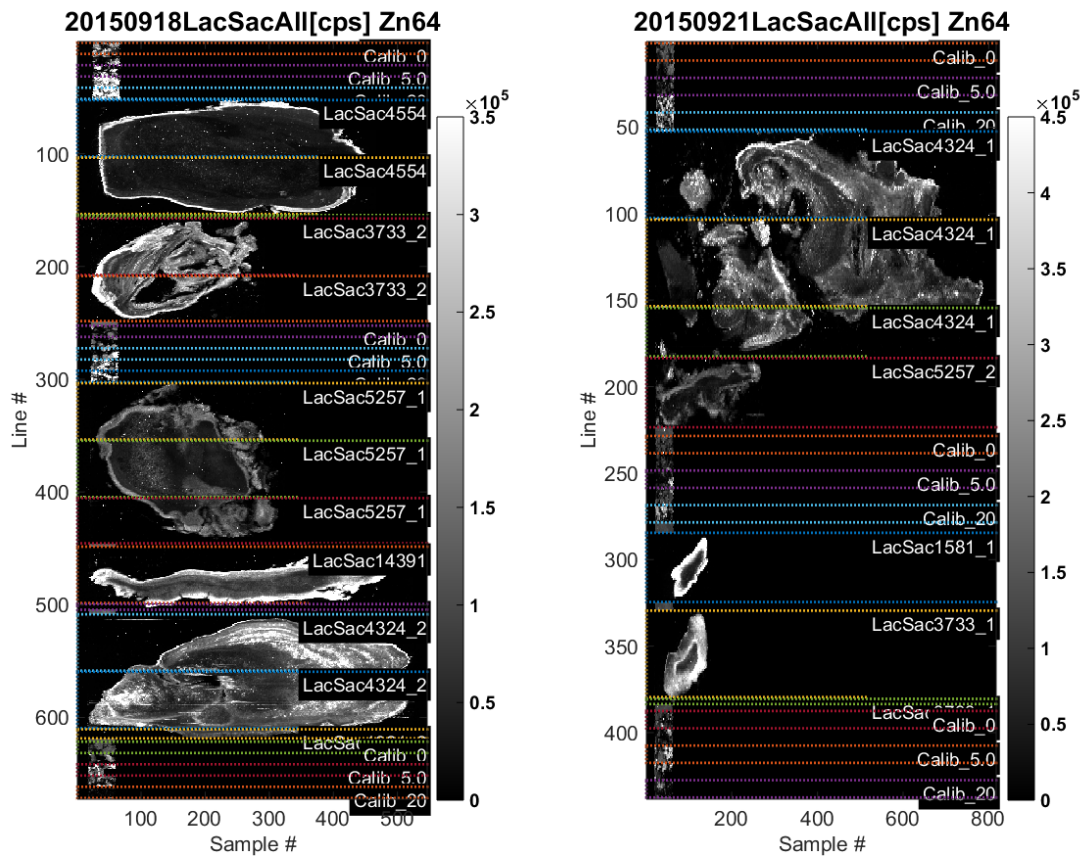 20150918LacSacAll[cps] Zn64
100
200
300
400
500
600
Line #
100
200
300
400
500
Sample #
Calib_0
Calib_5.0
LacSac4554
LacSac4554
LacSac3733_2
LacSac3733_2
Calib_0
Calib_5.0
LacSac5257_1
LacSac5257_1
LacSac5257_1
LacSac14391
LacSac4324_2
LacSac4324_2
Calib_0
Calib_5.0
Calib_20
×10⁵
3.5
3
2.5
2
1.5
1
0.5
0
20150921LacSacAll[cps] Zn64
50
100
150
200
250
300
350
400
Line #
200
400
600
800
Sample #
Calib_0
Calib_5.0
Calib_20
LacSac4324_1
LacSac4324_1
LacSac4324_1
LacSac5257_2
Calib_0
Calib_5.0
Calib_20
LacSac1581_1
LacSac3733_1
Calib_0
Calib_5.0
Calib_20
×10⁵
4.5
4
3.5
3
2.5
2
1.5
1
0.5
0